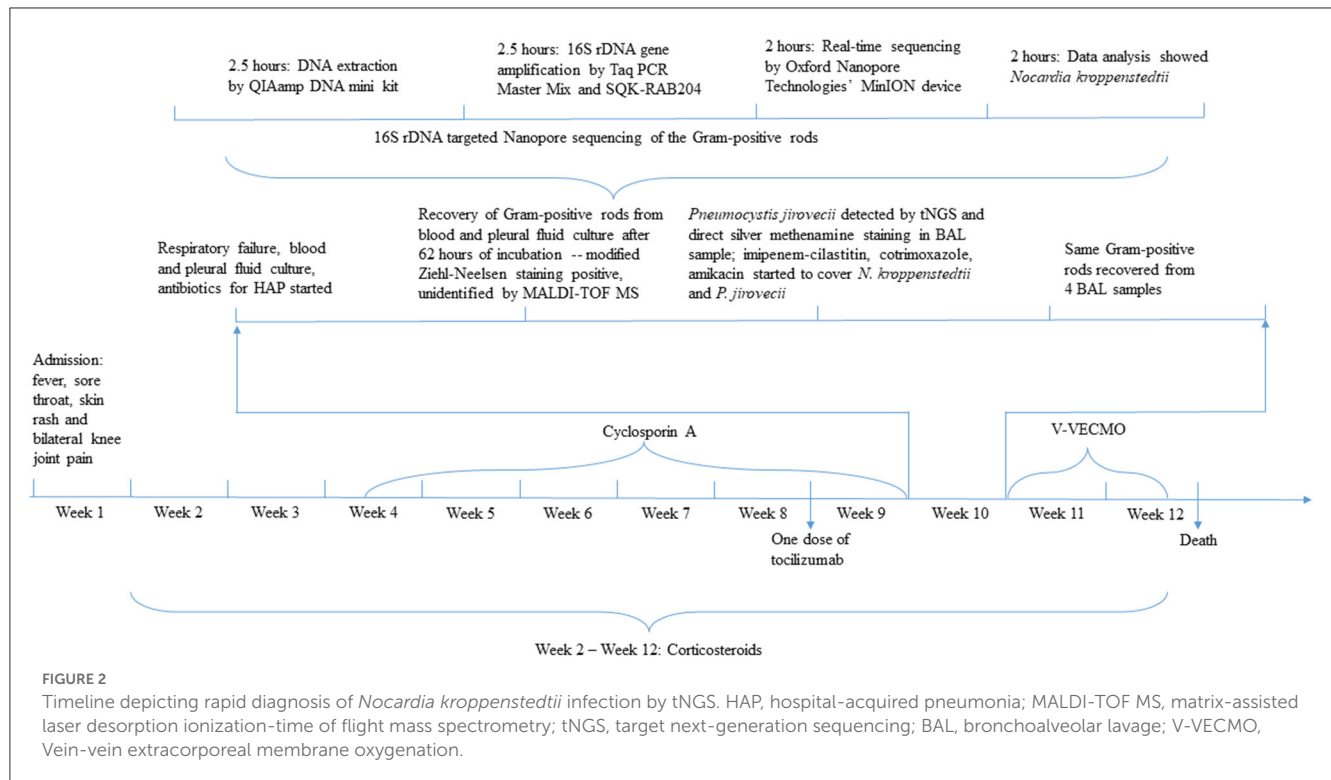 2.5 hours: DNA extraction
by QIAamp DNA mini kit
2.5 hours: 16S rDNA gene
amplification by Taq PCR
Master Mix and SQK-RAB204
2 hours: Real-time sequencing
by Oxford Nanopore
Technologies’ MinION device
2 hours: Data analysis showed
Nocardia kroppenstedtii
16S rDNA targeted Nanopore sequencing of the Gram-positive rods
Respiratory failure, blood
and pleural fluid culture,
antibiotics for HAP started
Recovery of Gram-positive rods from
blood and pleural fluid culture after
62 hours of incubation -- modified
Ziehl-Neelsen staining positive,
unidentified by MALDI-TOF MS
Pneumocystis jirovecii detected by tNGS and
direct silver methenamine staining in BAL
sample; imipenem-cilastitin, cotrimoxazole,
amikacin started to cover N. kroppenstedtii
and P. jirovecii
Same Gram-positive
rods recovered from
4 BAL samples
Admission:
fever, sore
throat, skin
rash and
bilateral knee
joint pain
Cyclosporin A
V-VECMO
Week 1
Week 2
Week 3
Week 4
Week 5
Week 6
Week 7
Week 8
Week 9
Week 10
Week 11
Week 12
One dose of
tocilizumab
Death
Week 2 – Week 12: Corticosteroids
FIGURE 2
Timeline depicting rapid diagnosis of Nocardia kroppenstedtii infection by tNGS. HAP, hospital-acquired pneumonia; MALDI-TOF MS, matrix-assisted
laser desorption ionization-time of flight mass spectrometry; tNGS, target next-generation sequencing; BAL, bronchoalveolar lavage; V-VECMO,
Vein-vein extracorporeal membrane oxygenation.